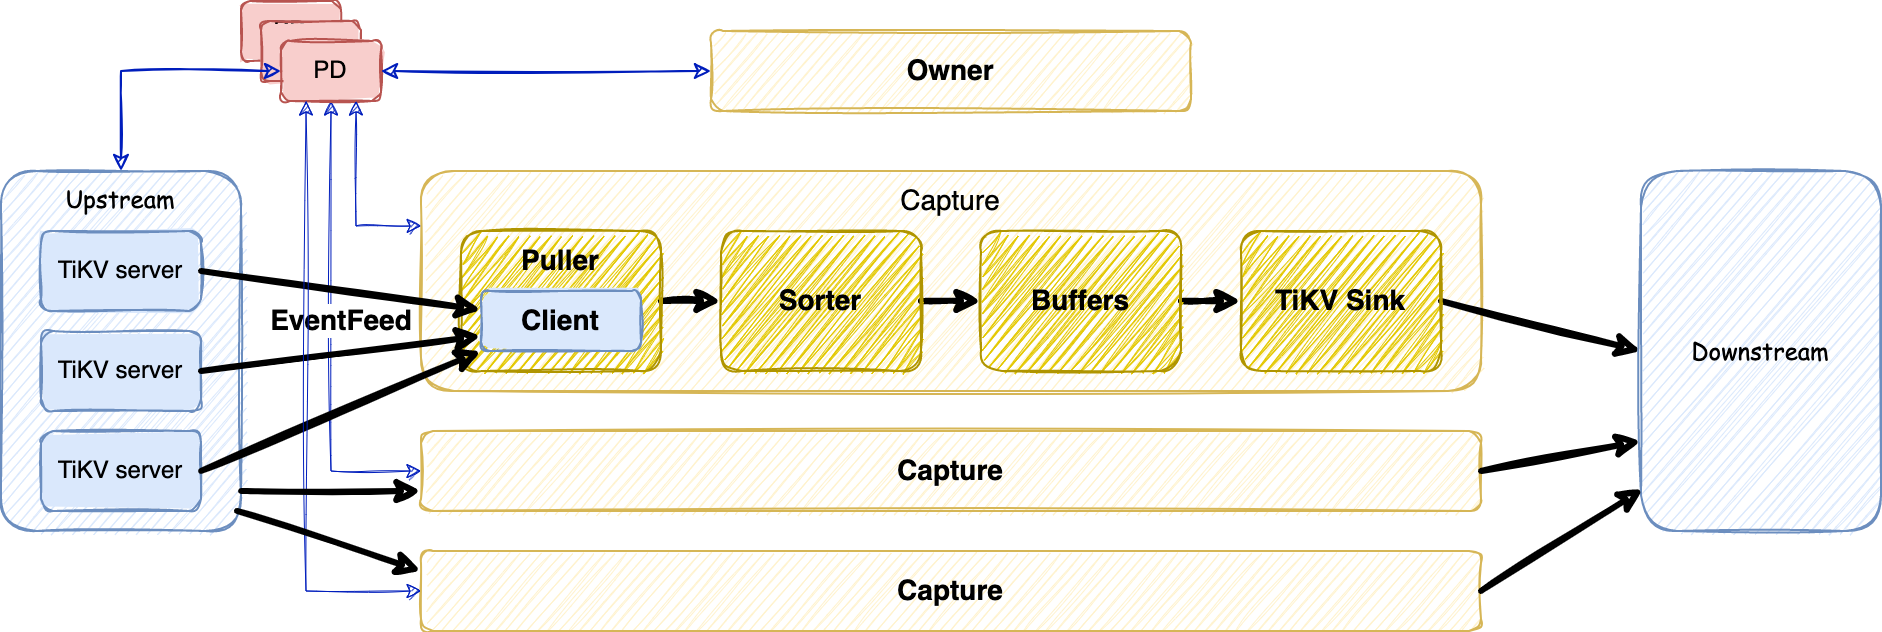 PD
Owner
Upstream
TiKV server
TiKV server
TiKV server
EventFeed
Capture
Puller
Client
Sorter
Buffers
TiKV Sink
Capture
Capture
Downstream